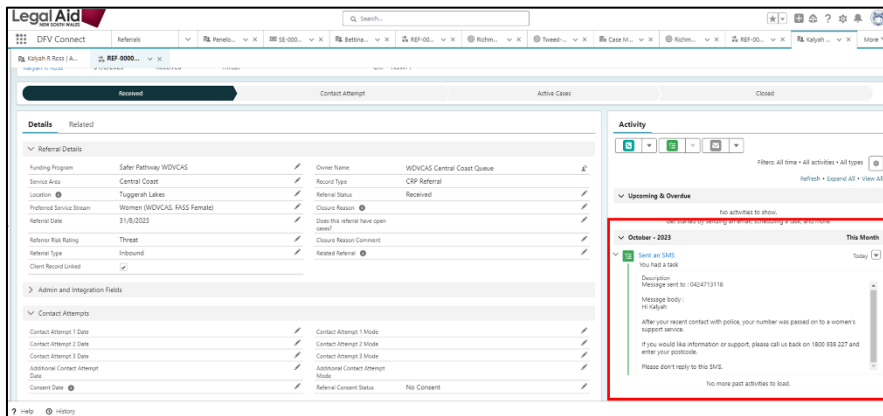 Legal Aid
NEW SOUTH WALES
Search...
DFV Connect
Referrals
Penelo...
SE-000...
Bettina...
REF-00...
Richm...
Tweed-...
Case M...
Richm...
REF-00...
Kalyah ...
More
Kalyah R Ross | A...
REF-0000...
Received
Contact Attempt
Active Cases
Closed
Details
Related
Referral Details
Funding Program
Safer Pathway WDVCAS
Owner Name
WDVCAS Central Coast Queue
Service Area
Central Coast
Record Type
CRP Referral
Location
Tuggerah Lakes
Referral Status
Received
Preferred Service Stream
Women (WDVCAS, FASS Female)
Closure Reason
Referral Date
31/8/2023
Does this referral have open
cases?
Referrer Risk Rating
Threat
Closure Reason Comment
Referral Type
Inbound
Related Referral
Client Record Linked
Admin and Integration Fields
Contact Attempts
Contact Attempt 1 Date
Contact Attempt 1 Mode
Contact Attempt 2 Date
Contact Attempt 2 Mode
Contact Attempt 3 Date
Contact Attempt 3 Mode
Additional Contact Attempt
Date
Additional Contact Attempt
Mode
Consent Date
Referral Consent Status
No Consent
Activity
Filters: All time • All activities • All types
Refresh • Expand All • View All
Upcoming & Overdue
No activities to show.
Get started by sending an email, scheduling a task, and more.
October - 2023
This Month
Sent an SMS
Today
You had a task
Description
Message sent to : 0424713118
Message body :
Hi Kalyah
After your recent contact with police, your number was passed on to a women's
support service.
If you would like information or support, please call us back on 1800 938 227 and
enter your postcode.
Please don't reply to this SMS.
No more past activities to load.
? Help
History